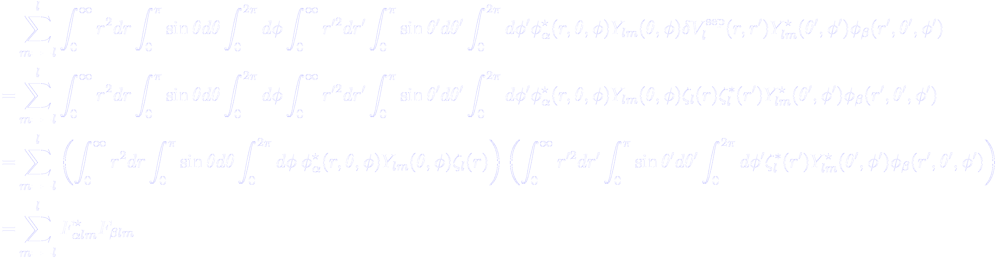 \sum_{m=-l}^{l} \int_0^\infty r^2 dr \int_0^\pi \sin\theta d\theta \int_0^{2\pi} d\phi \int_0^\infty r'^2 dr' \int_0^\pi \sin\theta' d\theta' \int_0^{2\pi} d\phi' \phi_\alpha^\star(r,\theta,\phi) Y_{lm}(\theta,\phi) \delta V_l^{\text{sep}}(r,r') Y_{lm}^\star(\theta',\phi') \phi_\beta(r',\theta',\phi')
= \sum_{m=-l}^{l} \int_0^\infty r^2 dr \int_0^\pi \sin\theta d\theta \int_0^{2\pi} d\phi \int_0^\infty r'^2 dr' \int_0^\pi \sin\theta' d\theta' \int_0^{2\pi} d\phi' \phi_\alpha^\star(r,\theta,\phi) Y_{lm}(\theta,\phi) \zeta_l(r) \zeta_l^*(r') Y_{lm}^\star(\theta',\phi') \phi_\beta(r',\theta',\phi')
= \sum_{m=-l}^{l} \left( \int_0^\infty r^2 dr \int_0^\pi \sin\theta d\theta \int_0^{2\pi} d\phi \, \phi_\alpha^\star(r,\theta,\phi) Y_{lm}(\theta,\phi) \zeta_l(r) \right) \left( \int_0^\infty r'^2 dr' \int_0^\pi \sin\theta' d\theta' \int_0^{2\pi} d\phi' \zeta_l^*(r') Y_{lm}^\star(\theta',\phi') \phi_\beta(r',\theta',\phi') \right)
= \sum_{m=-l}^{l} F_{\alpha lm}^\star F_{\beta lm}